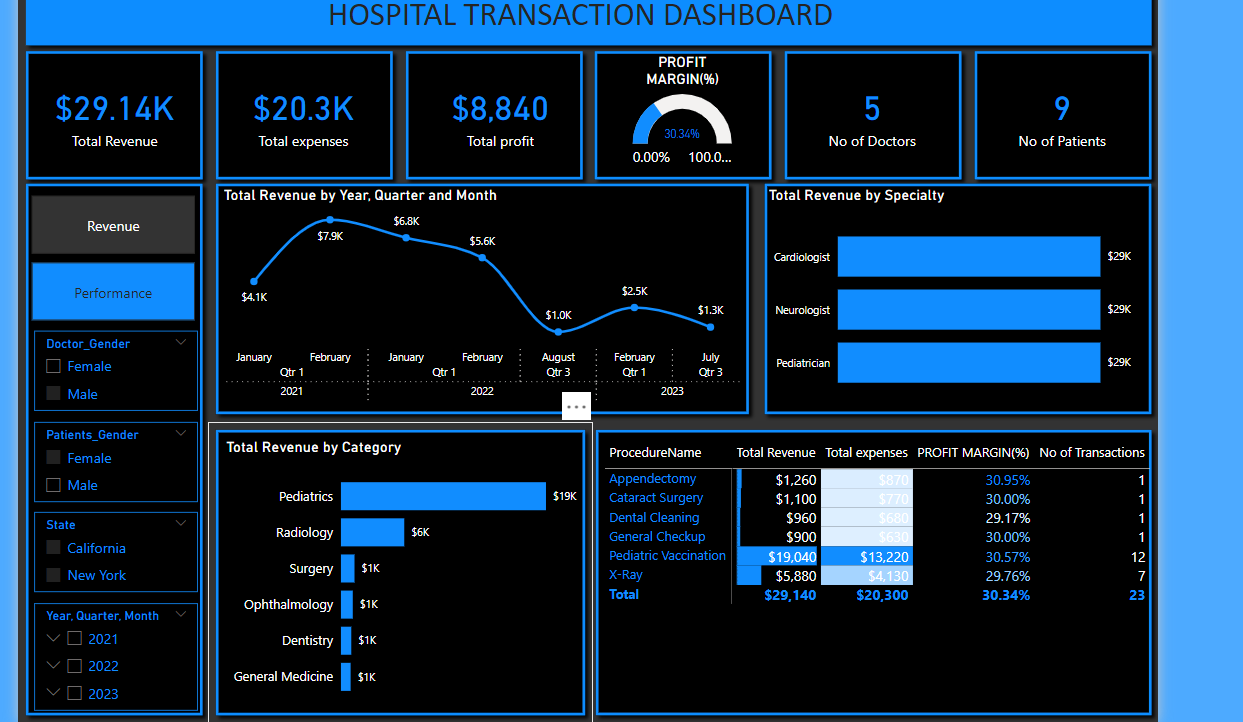 HOSPITAL TRANSACTION DASHBOARD
$29.14K
Total Revenue
$20.3K
Total expenses
$8,840
Total profit
PROFIT
MARGIN(%)
30.34%
0.00% 100.0...
5
No of Doctors
9
No of Patients
Revenue
Performance
Doctor_Gender
Female
Male
Patients_Gender
Female
Male
State
California
New York
Year, Quarter, Month
2021
2022
2023
Total Revenue by Year, Quarter and Month
$4.1K
$7.9K
$6.8K
$5.6K
$1.0K
$2.5K
$1.3K
January February January February August February July
Qtr 1 Qtr 1 Qtr 3 Qtr 1 Qtr 3
2021 2022 2023
Total Revenue by Specialty
Cardiologist $29K
Neurologist $29K
Pediatrician $29K
Total Revenue by Category
Pediatrics $19K
Radiology $6K
Surgery $1K
Ophthalmology $1K
Dentistry $1K
General Medicine $1K
ProcedureName Total Revenue Total expenses PROFIT MARGIN(%) No of Transactions
Appendectomy $1,260 $870 30.95% 1
Cataract Surgery $1,100 $770 30.00% 1
Dental Cleaning $960 $680 29.17% 1
General Checkup $900 $630 30.00% 1
Pediatric Vaccination $19,040 $13,220 30.57% 12
X-Ray $5,880 $4,130 29.76% 7
Total $29,140 $20,300 30.34% 23